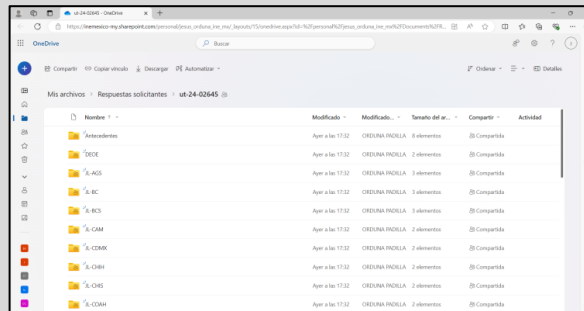 ut-24-02645 - OneDrive
https://inemexico-my.sharepoint.com/personal/jesus_orduna_ine_mx/_layouts/15/onedrive.aspx?id=%2Fpersonal%2Fjesus_orduna_ine_mx%2FDocuments%2FR...
OneDrive
Buscar
Compartir Copiar vínculo Descargar Automatizar Ordenar Detalles
Mis archivos > Respuestas solicitantes > ut-24-02645
Nombre Modificado Modificado... Tamaño del ar... Compartir Actividad
Antecedentes Ayer a las 17:32 ORDUNA PADILLA 8 elementos Compartida
DEOE Ayer a las 17:32 ORDUNA PADILLA 2 elementos Compartida
JL-AGS Ayer a las 17:32 ORDUNA PADILLA 3 elementos Compartida
JL-BC Ayer a las 17:32 ORDUNA PADILLA 3 elementos Compartida
JL-BCS Ayer a las 17:32 ORDUNA PADILLA 3 elementos Compartida
JL-CAM Ayer a las 17:32 ORDUNA PADILLA 2 elementos Compartida
JL-CDMX Ayer a las 17:32 ORDUNA PADILLA 2 elementos Compartida
JL-CHIH Ayer a las 17:32 ORDUNA PADILLA 2 elementos Compartida
JL-CHIS Ayer a las 17:32 ORDUNA PADILLA 2 elementos Compartida
JL-COAH Ayer a las 17:32 ORDUNA PADILLA 2 elementos Compartida